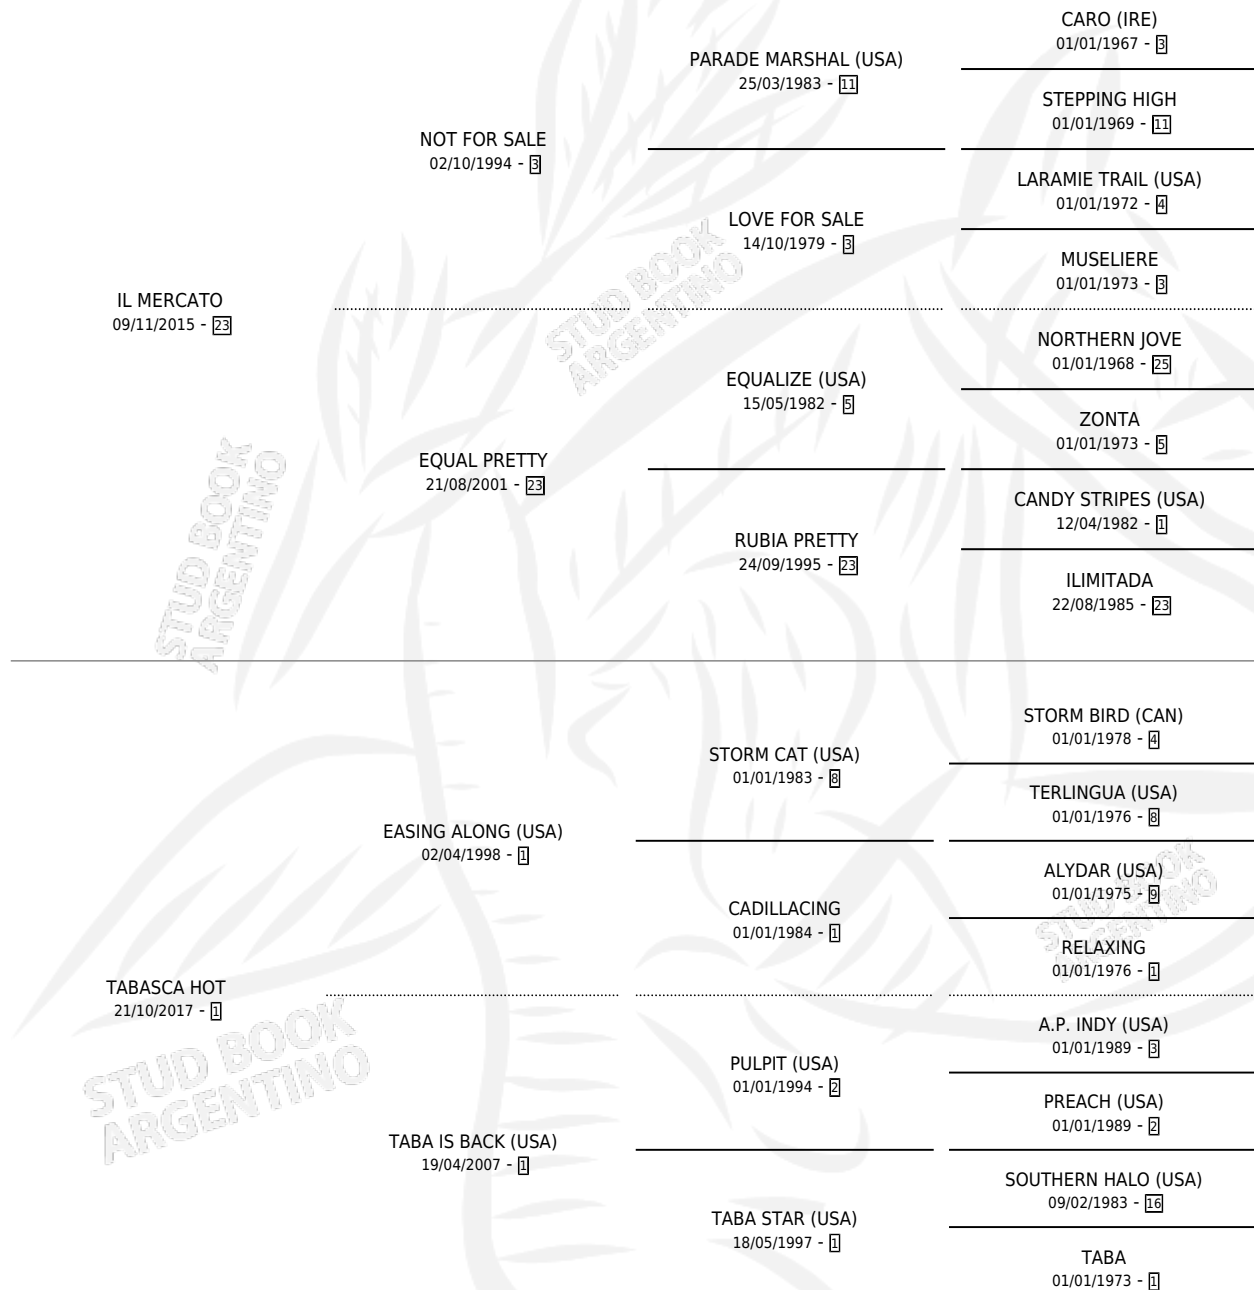 CARO (IRE)
01/01/1967 - 3
PARADE MARSHAL (USA)
25/03/1983 - 11
STEPPING HIGH
01/01/1969 - 11
NOT FOR SALE
02/10/1994 - 3
LARAMIE TRAIL (USA)
01/01/1972 - 4
LOVE FOR SALE
14/10/1979 - 3
MUSELIERE
01/01/1973 - 3
IL MERCATO
09/11/2015 - 23
STUD BOOK
ARGENTINO
NORTHERN JOVE
01/01/1968 - 25
EQUALIZE (USA)
15/05/1982 - 5
ZONTA
01/01/1973 - 5
EQUAL PRETTY
21/08/2001 - 23
CANDY STRIPES (USA)
12/04/1982 - 1
RUBIA PRETTY
24/09/1995 - 23
ILIMITADA
22/08/1985 - 23
STUD BOOK
ARGENTINO
STORM BIRD (CAN)
01/01/1978 - 4
STORM CAT (USA)
01/01/1983 - 8
TERLINGUA (USA)
01/01/1976 - 8
EASING ALONG (USA)
02/04/1998 - 1
ALYDAR (USA)
01/01/1975 - 9
CADILLACING
01/01/1984 - 1
RELAXING
01/01/1976 - 1
STUD BOOK
ARGENTINO
TABASCA HOT
21/10/2017 - 1
STUD BOOK
ARGENTINO
A.P. INDY (USA)
01/01/1989 - 3
PULPIT (USA)
01/01/1994 - 2
PREACH (USA)
01/01/1989 - 2
TABA IS BACK (USA)
19/04/2007 - 1
SOUTHERN HALO (USA)
09/02/1983 - 16
TABA STAR (USA)
18/05/1997 - 1
TABA
01/01/1973 - 1